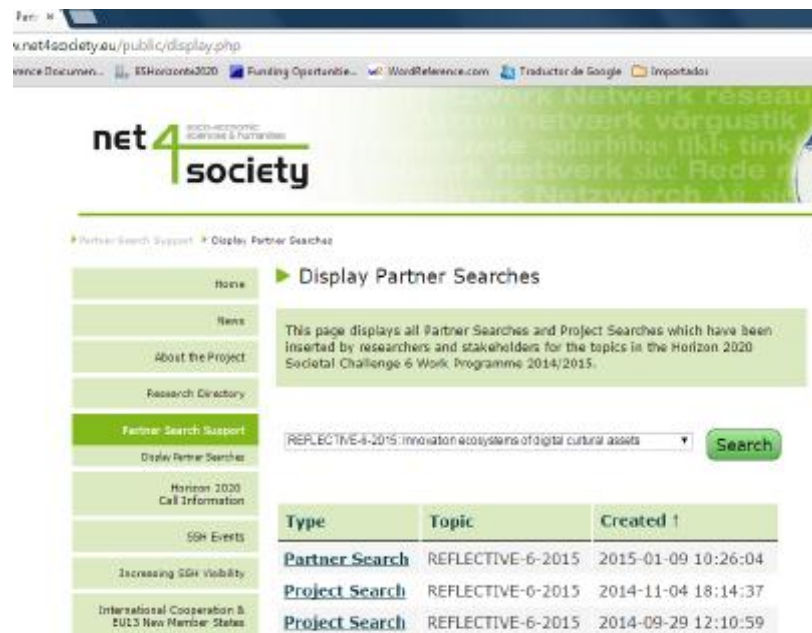 w.net4society.eu/public/display.php
ESHorizonte2020
Funding Oportunitie...
WordReference.com
Traductor de Google
Importados
net 4 society
socio-economic
sciences & humanities
Partner Search Support
Display Partner Searches
Home
News
About the Project
Research Directory
Partner Search Support
Display Partner Searches
Horizon 2020
Call Information
SSH Events
Increasing SSH Visibility
International Cooperation &
EU13 New Member States
Display Partner Searches
This page displays all Partner Searches and Project Searches which have been
inserted by researchers and stakeholders for the topics in the Horizon 2020
Societal Challenge 6 Work Programme 2014/2015.
REFLECTIVE-6-2015: Innovation ecosystems of digital cultural assets
Search
Type Topic Created ↑
Partner Search REFLECTIVE-6-2015 2015-01-09 10:26:04
Project Search REFLECTIVE-6-2015 2014-11-04 18:14:37
Project Search REFLECTIVE-6-2015 2014-09-29 12:10:59